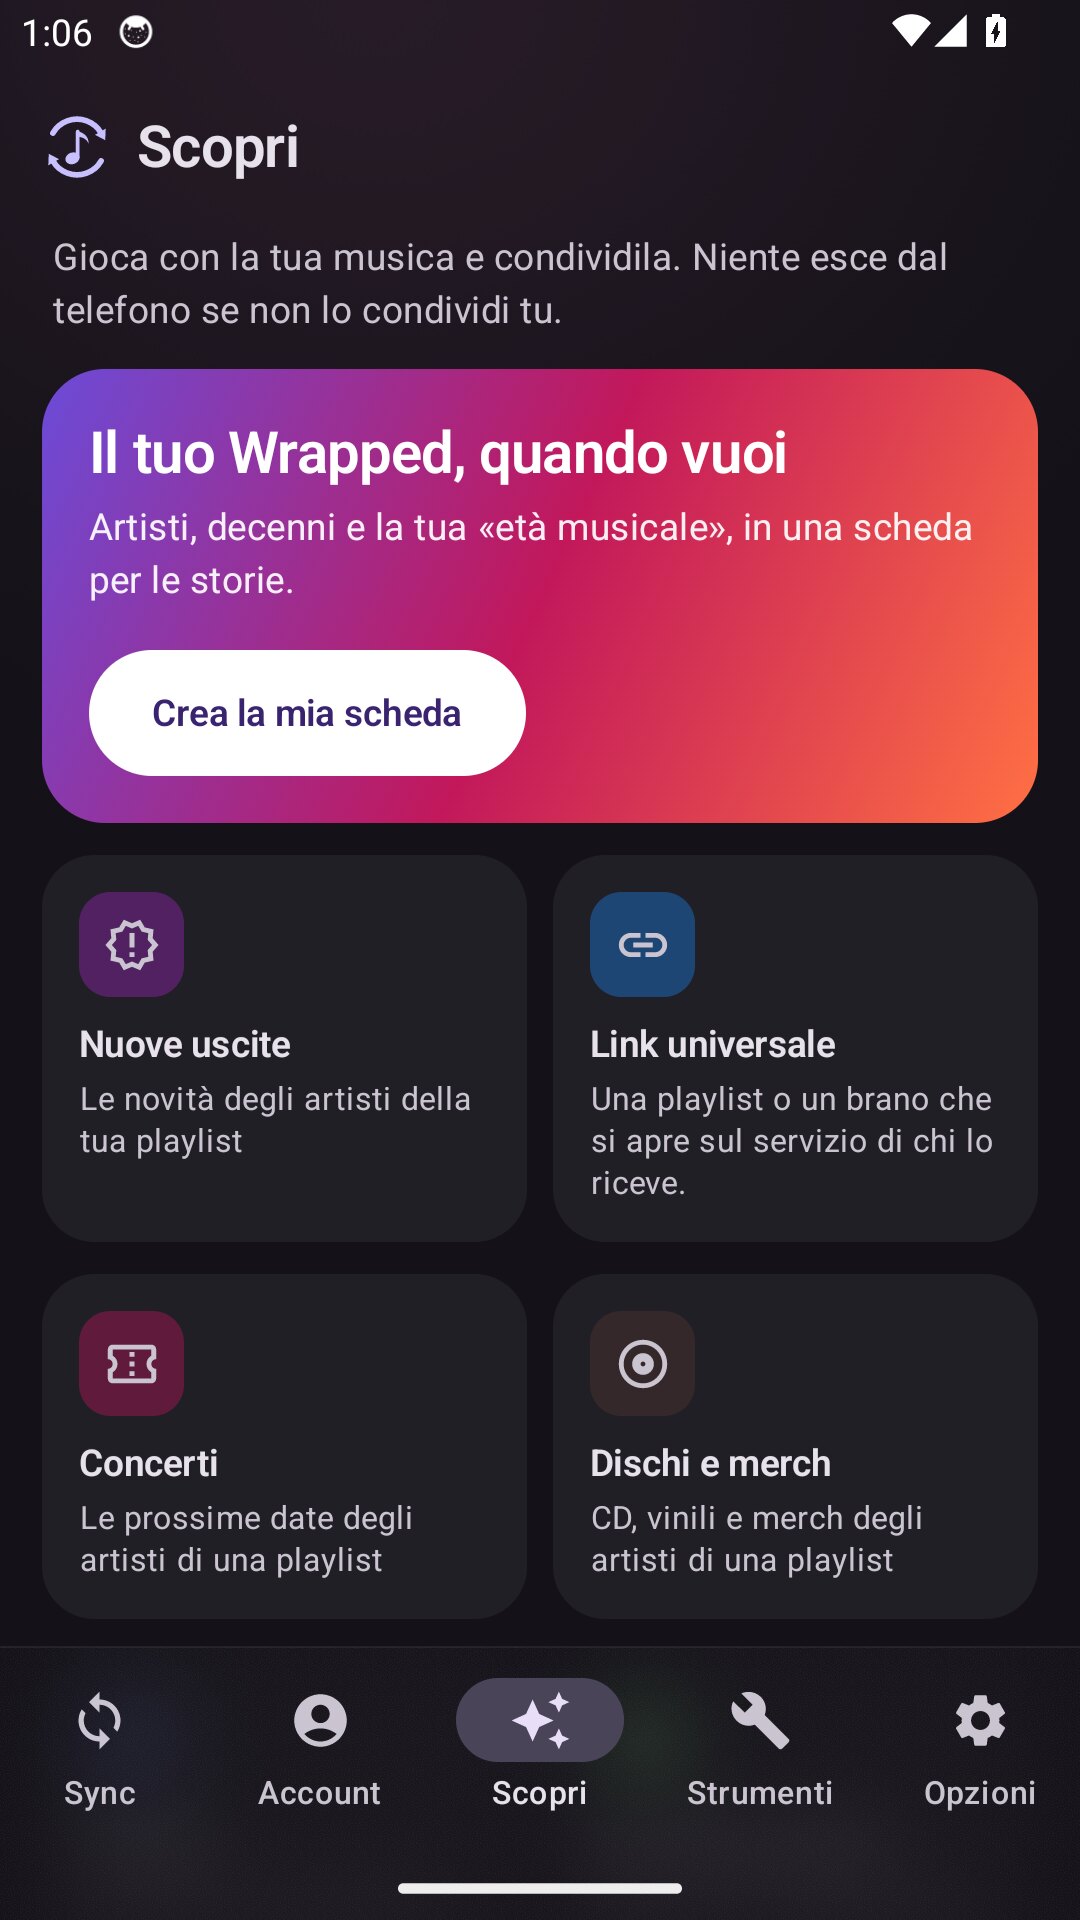 1:06
Scopri
Gioca con la tua musica e condividila. Niente esce dal
telefono se non lo condividi tu.
Il tuo Wrapped, quando vuoi
Artisti, decenni e la tua «età musicale», in una scheda
per le storie.
Crea la mia scheda
Nuove uscite
Le novità degli artisti della
tua playlist
Link universale
Una playlist o un brano che
si apre sul servizio di chi lo
riceve.
Concerti
Le prossime date degli
artisti di una playlist
Dischi e merch
CD, vinili e merch degli
artisti di una playlist
Sync
Account
Scopri
Strumenti
Opzioni